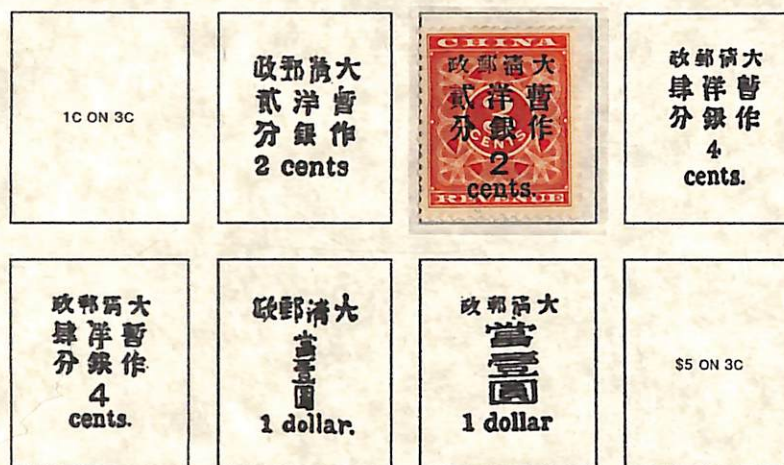 1C ON 3C
大清郵政
暫作
洋銀
貳分
2 cents
CHINA
大清郵政
暫作
洋銀
貳分
CENTS
2
cents.
REVENUE
大清郵政
暫作
洋銀
肆分
4
cents.
大清郵政
暫作
洋銀
肆分
4
cents.
大清郵政
當壹圓
1 dollar.
大清郵政
當壹圓
1 dollar
$5 ON 3C